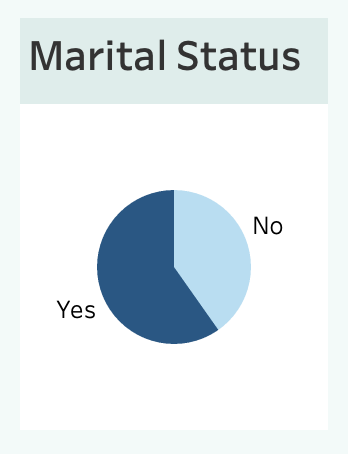 Marital Status
No
Yes